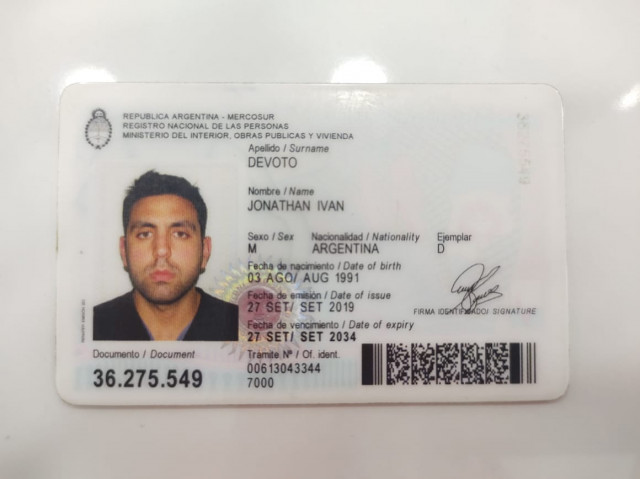 REPUBLICA ARGENTINA - MERCOSUR
REGISTRO NACIONAL DE LAS PERSONAS
MINISTERIO DEL INTERIOR, OBRAS PUBLICAS Y VIVIENDA
Apellido / Surname
DEVOTO
Nombre / Name
JONATHAN IVAN
Sexo / Sex Nacionalidad / Nationality Ejemplar
M ARGENTINA D
Fecha de nacimiento / Date of birth
03 AGO/ AUG 1991
Fecha de emisión / Date of issue
27 SET/ SET 2019
FIRMA IDENTIFICADO/ SIGNATURE
Fecha de vencimiento / Date of expiry
27 SET/ SET 2034
Documento / Document
36.275.549
Trámite Nº / Of. ident.
00613043344
7000